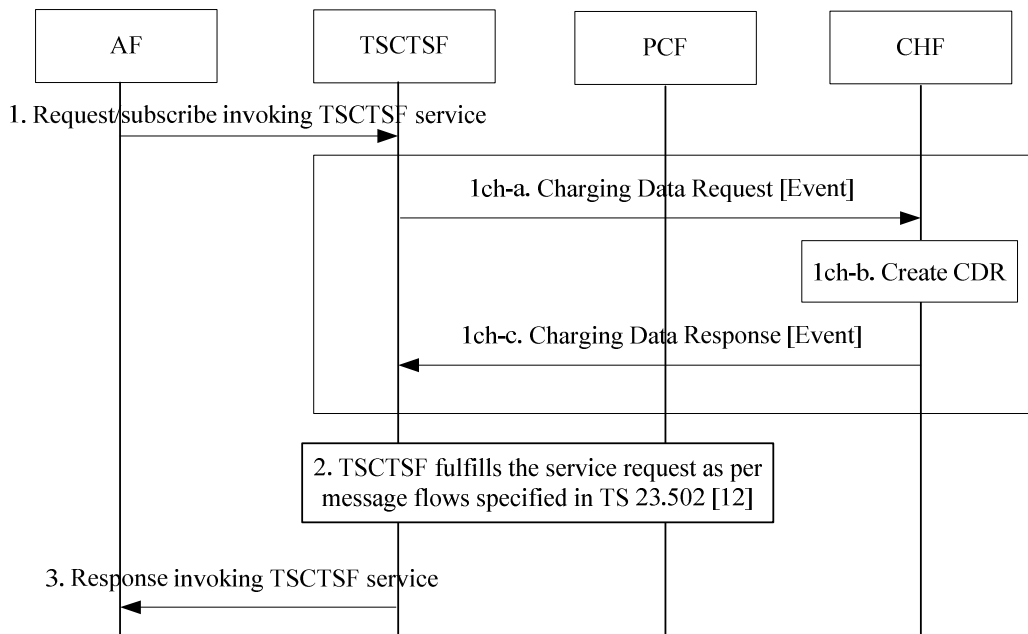 AF
TSCTSF
PCF
CHF
1. Request/subscribe invoking TSCTSF service
1ch-a. Charging Data Request [Event]
1ch-b. Create CDR
1ch-c. Charging Data Response [Event]
2. TSCTSF fulfills the service request as per
message flows specified in TS 23.502 [12]
3. Response invoking TSCTSF service